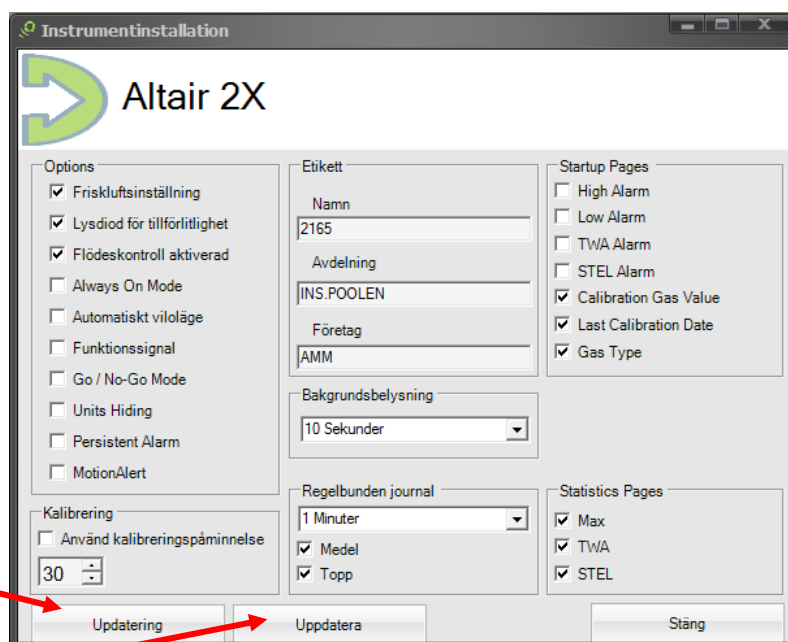 Instrumentinstallation
Altair 2X
Options
Friskluftsinställning
Lysdiod för tillförlitlighet
Flödeskontroll aktiverad
Always On Mode
Automatiskt viloläge
Funktionssignal
Go / No-Go Mode
Units Hiding
Persistent Alarm
MotionAlert
Kalibrering
Använd kalibreringspåminnelse
30
Etikett
Namn
2165
Avdelning
INS.POOLEN
Företag
AMM
Bakgrundsbelysning
10 Sekunder
Regelbunden journal
1 Minuter
Medel
Topp
Startup Pages
High Alarm
Low Alarm
TWA Alarm
STEL Alarm
Calibration Gas Value
Last Calibration Date
Gas Type
Statistics Pages
Max
TWA
STEL
Updatering
Uppdatera
Stäng